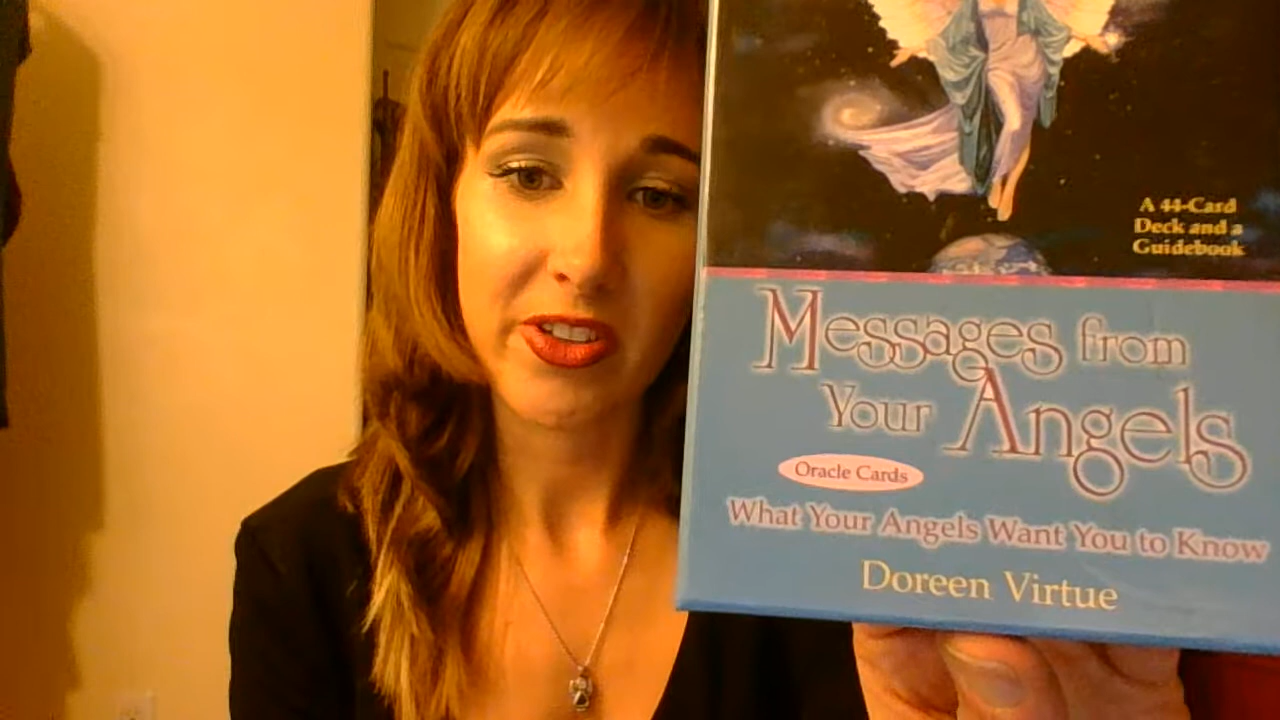 A 44-Card
Deck and a
Guidebook
Messages from
Your Angels
Oracle Cards
What Your Angels Want You to Know
Doreen Virtue